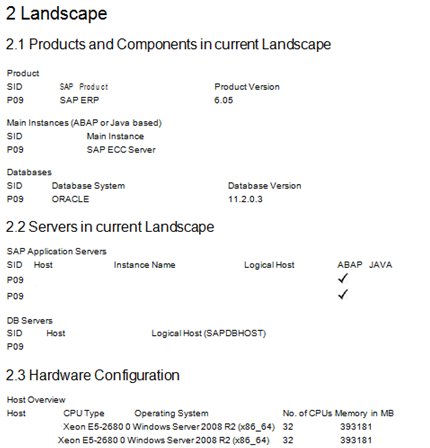 2 Landscape
2.1 Products and Components in current Landscape
Product
SID SAP Product Product Version
P09 SAP ERP 6.05
Main Instances (ABAP or Java based)
SID Main Instance
P09 SAP ECC Server
Databases
SID Database System Database Version
P09 ORACLE 11.2.0.3
2.2 Servers in current Landscape
SAP Application Servers
SID Host Instance Name Logical Host ABAP JAVA
P09 ✓
P09 ✓
DB Servers
SID Host Logical Host (SAPDBHOST)
P09
2.3 Hardware Configuration
Host Overview
Host CPU Type Operating System No. of CPUs Memory in MB
Xeon E5-2680 0 Windows Server 2008 R2 (x86_64) 32 393181
Xeon E5-2680 0 Windows Server 2008 R2 (x86_64) 32 393181